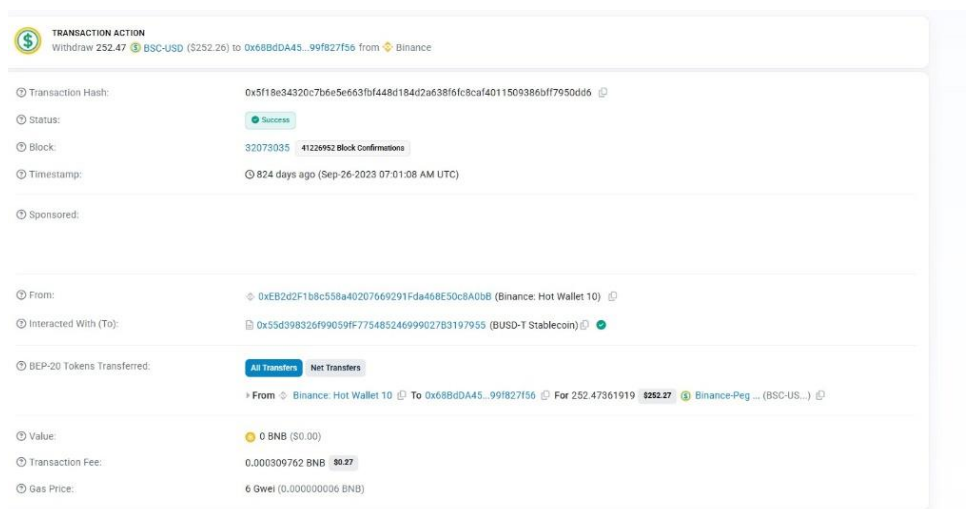 TRANSACTION ACTION
Withdraw 252.47 BSC-USD ($252.26) to 0x68BdDA45...99f827f56 from Binance
Transaction Hash: 0x5f18e34320c7b6e5e663fbf448d184d2a638f6fc8caf4011509386bff7950dd6
Status: Success
Block: 32073035 41226952 Block Confirmations
Timestamp: 824 days ago (Sep-26-2023 07:01:08 AM UTC)
Sponsored:
From: 0xEB2d2F1b8c558a40207669291Fda468E50c8A0bB (Binance: Hot Wallet 10)
Interacted With (To): 0x55d398326f99059fF775485246999027B3197955 (BUSD-T Stablecoin)
BEP-20 Tokens Transferred: All Transfers Net Transfers
From Binance: Hot Wallet 10 To 0x68BdDA45...99f827f56 For 252.47361919 $252.27 Binance-Peg ... (BSC-US...)
Value: 0 BNB ($0.00)
Transaction Fee: 0.000309762 BNB $0.27
Gas Price: 6 Gwei (0.000000006 BNB)